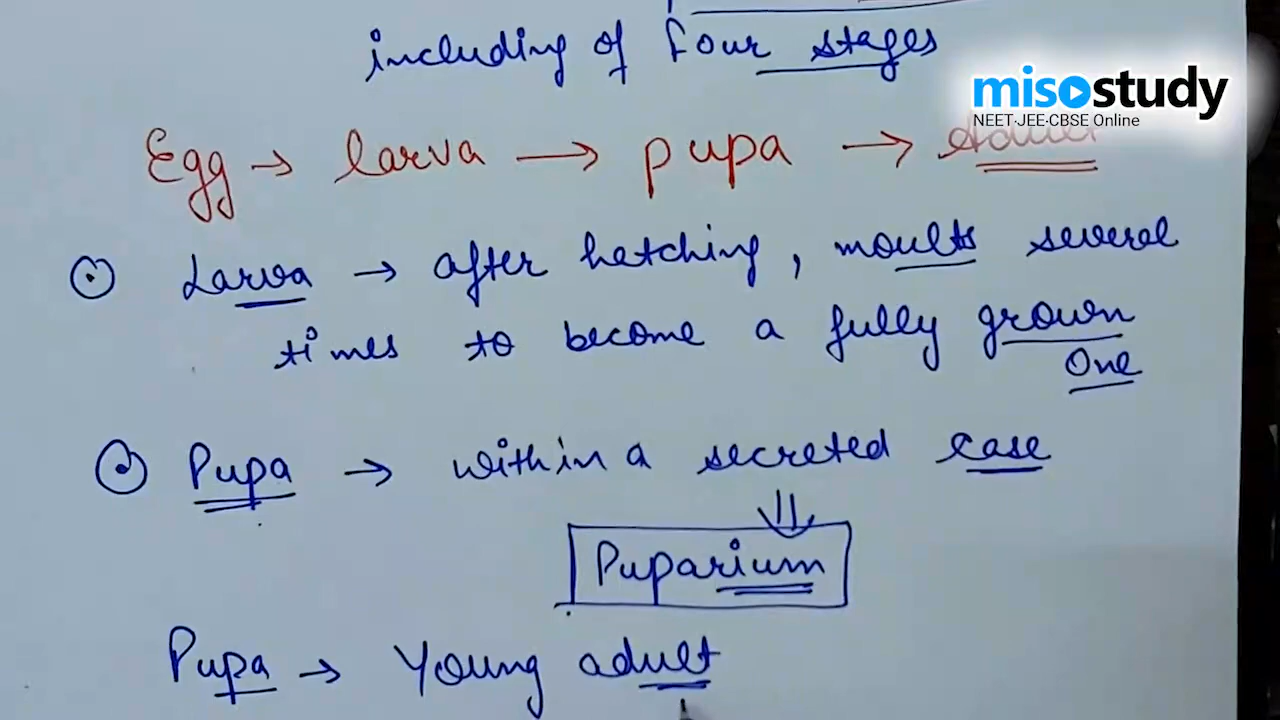 including of four stages
misostudy
NEET·JEE·CBSE Online
Egg → larva → pupa → Adult
Larva → after hatching, moults several
times to become a fully grown
One
Pupa → within a secreted case
Puparium
Pupa → Young adult